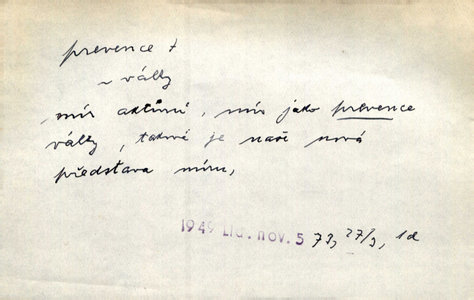 prevence +
~ války
mír aktivní, mír jako prevence
války, taková je naše nová
představa míru,
1949 Lid. nov. 5 73, 27/3, 1d